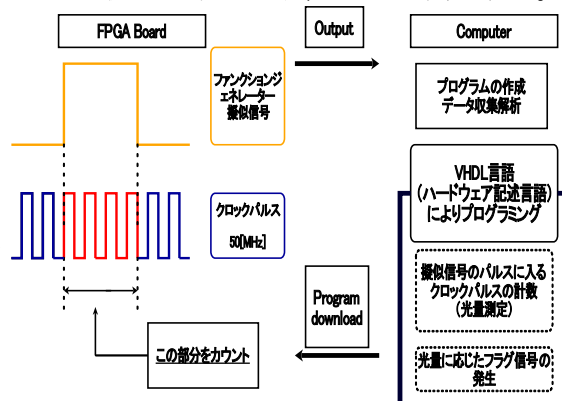 FPGA Board
Output
Computer
ファンクションジ
ェネレーター
擬似信号
プログラムの作成
データ収集解析
VHDL言語
(ハードウェア記述言語)
によりプログラミング
クロックパルス
50[MHz]
擬似信号のパルスに入る
クロックパルスの計数
(光量測定)
Program
download
この部分をカウント
光量に応じたフラグ信号の
発生